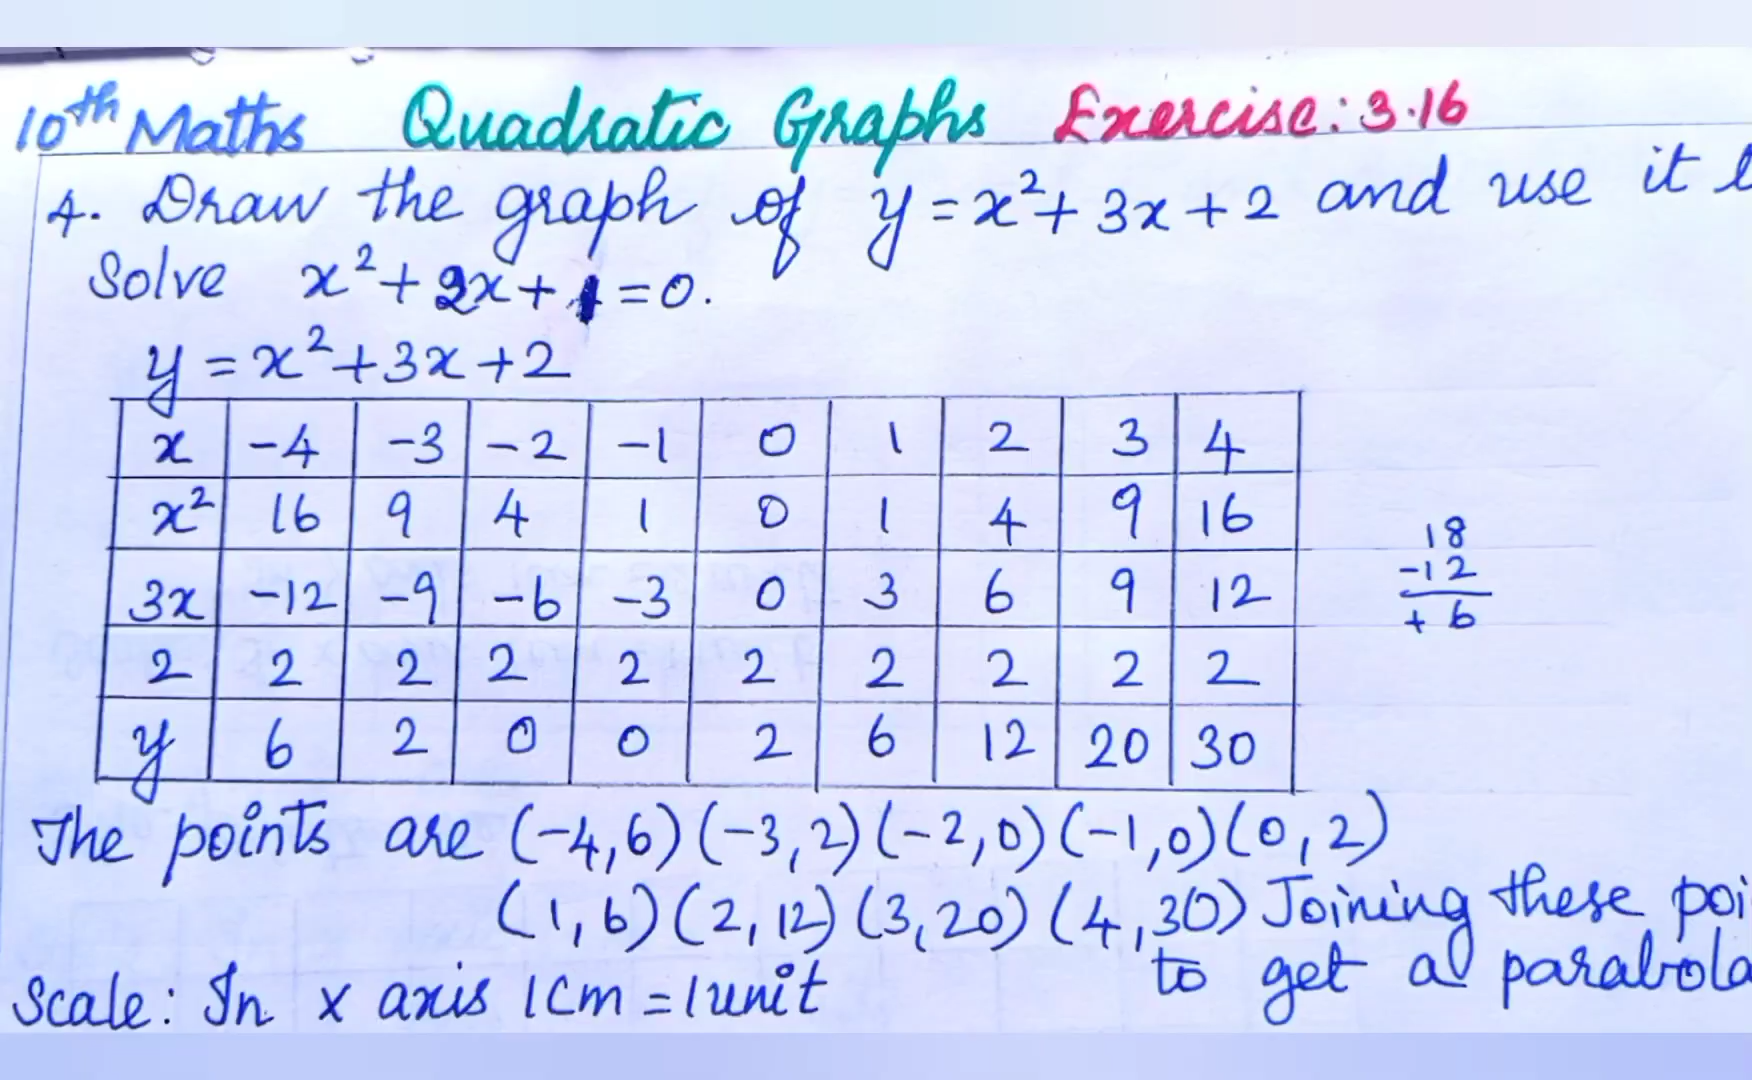 10th Maths Quadratic Graphs Exercise: 3.16
4. Draw the graph of y = x² + 3x + 2 and use it
Solve x² + 2x + 1 = 0.
y = x² + 3x + 2
x -4 -3 -2 -1 0 1 2 3 4
x² 16 9 4 1 0 1 4 9 16
3x -12 -9 -6 -3 0 3 6 9 12
2 2 2 2 2 2 2 2 2 2
y 6 2 0 0 2 6 12 20 30
18
-12
+ 6
The points are (-4,6) (-3,2) (-2,0) (-1,0) (0,2)
(1,6) (2,12) (3,20) (4,30) Joining these poi
to get a parabola
Scale: In x axis 1cm = 1unit